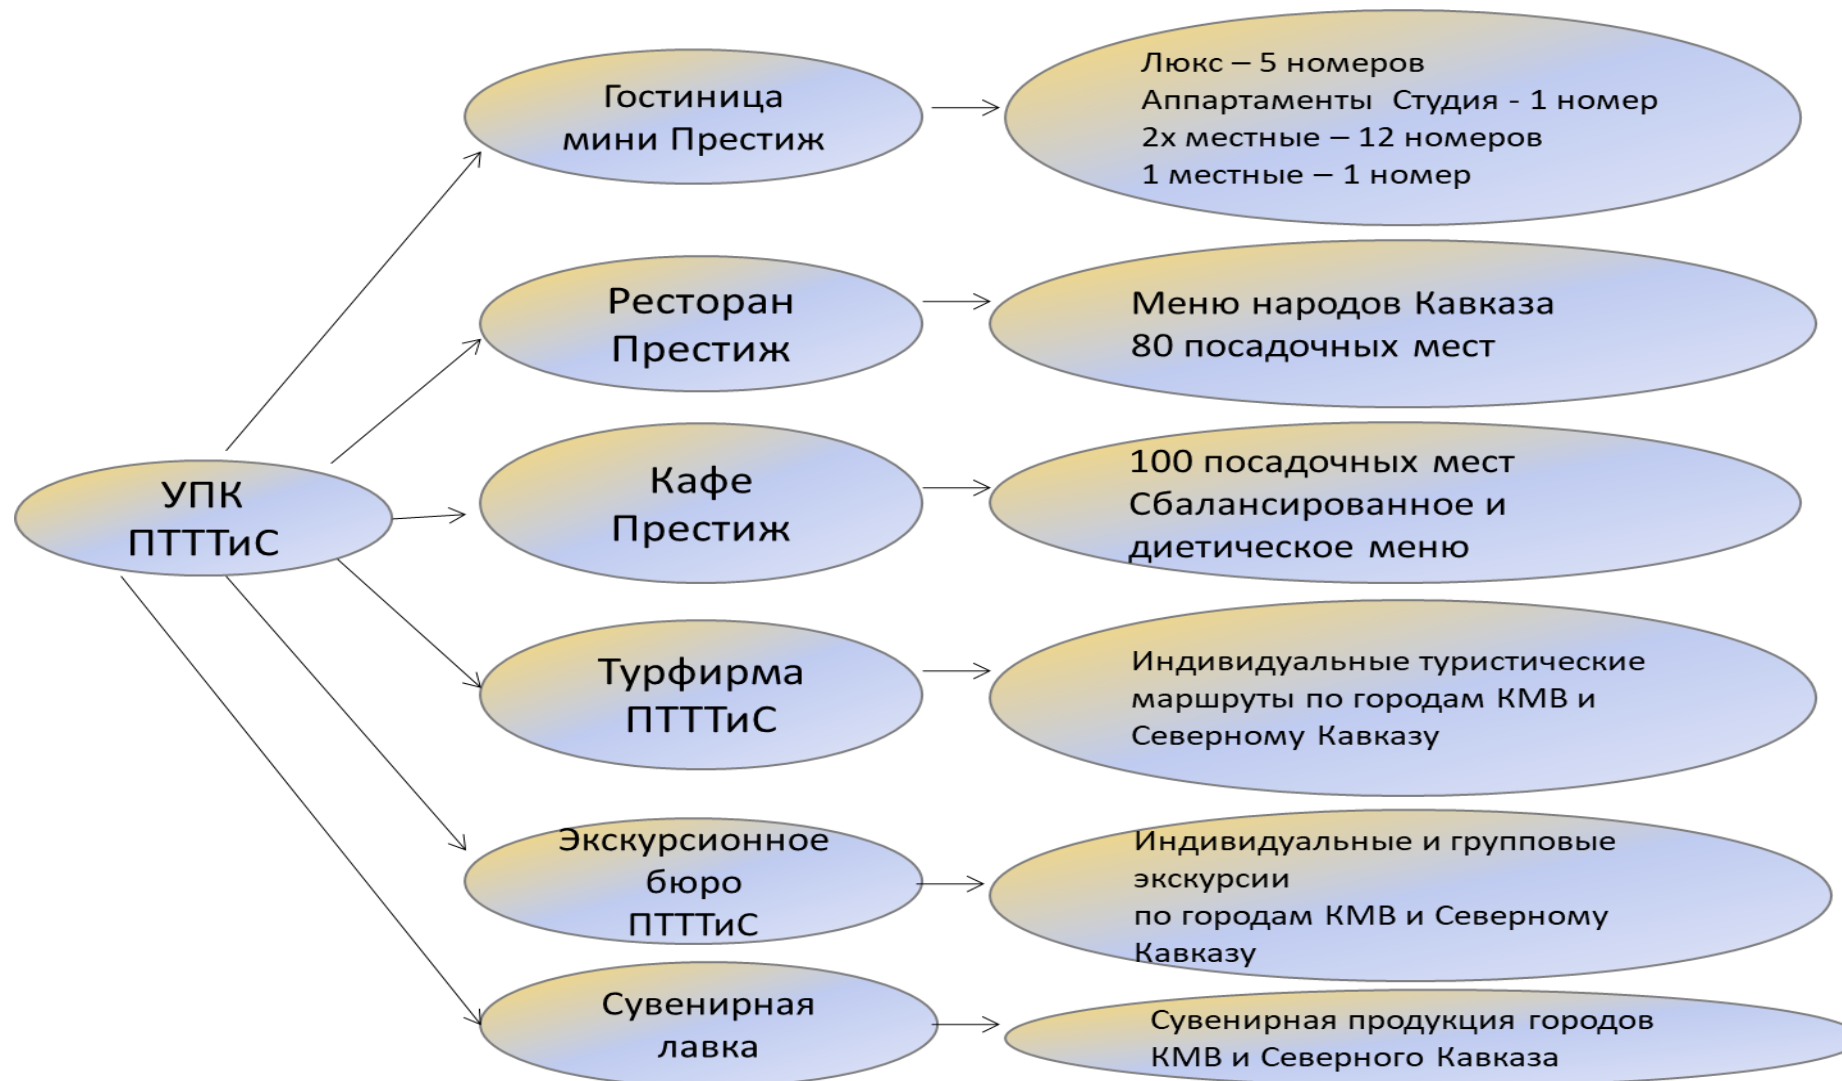 Гостиница
мини Престиж
Люкс – 5 номеров
Аппартаменты Студия - 1 номер
2х местные – 12 номеров
1 местные – 1 номер
Ресторан
Престиж
Меню народов Кавказа
80 посадочных мест
УПК
ПТТТиС
Кафе
Престиж
100 посадочных мест
Сбалансированное и
диетическое меню
Турфирма
ПТТТиС
Индивидуальные туристические
маршруты по городам КМВ и
Северному Кавказу
Экскурсионное
бюро
ПТТТиС
Индивидуальные и групповые
экскурсии
по городам КМВ и Северному
Кавказу
Сувенирная
лавка
Сувенирная продукция городов
КМВ и Северного Кавказа